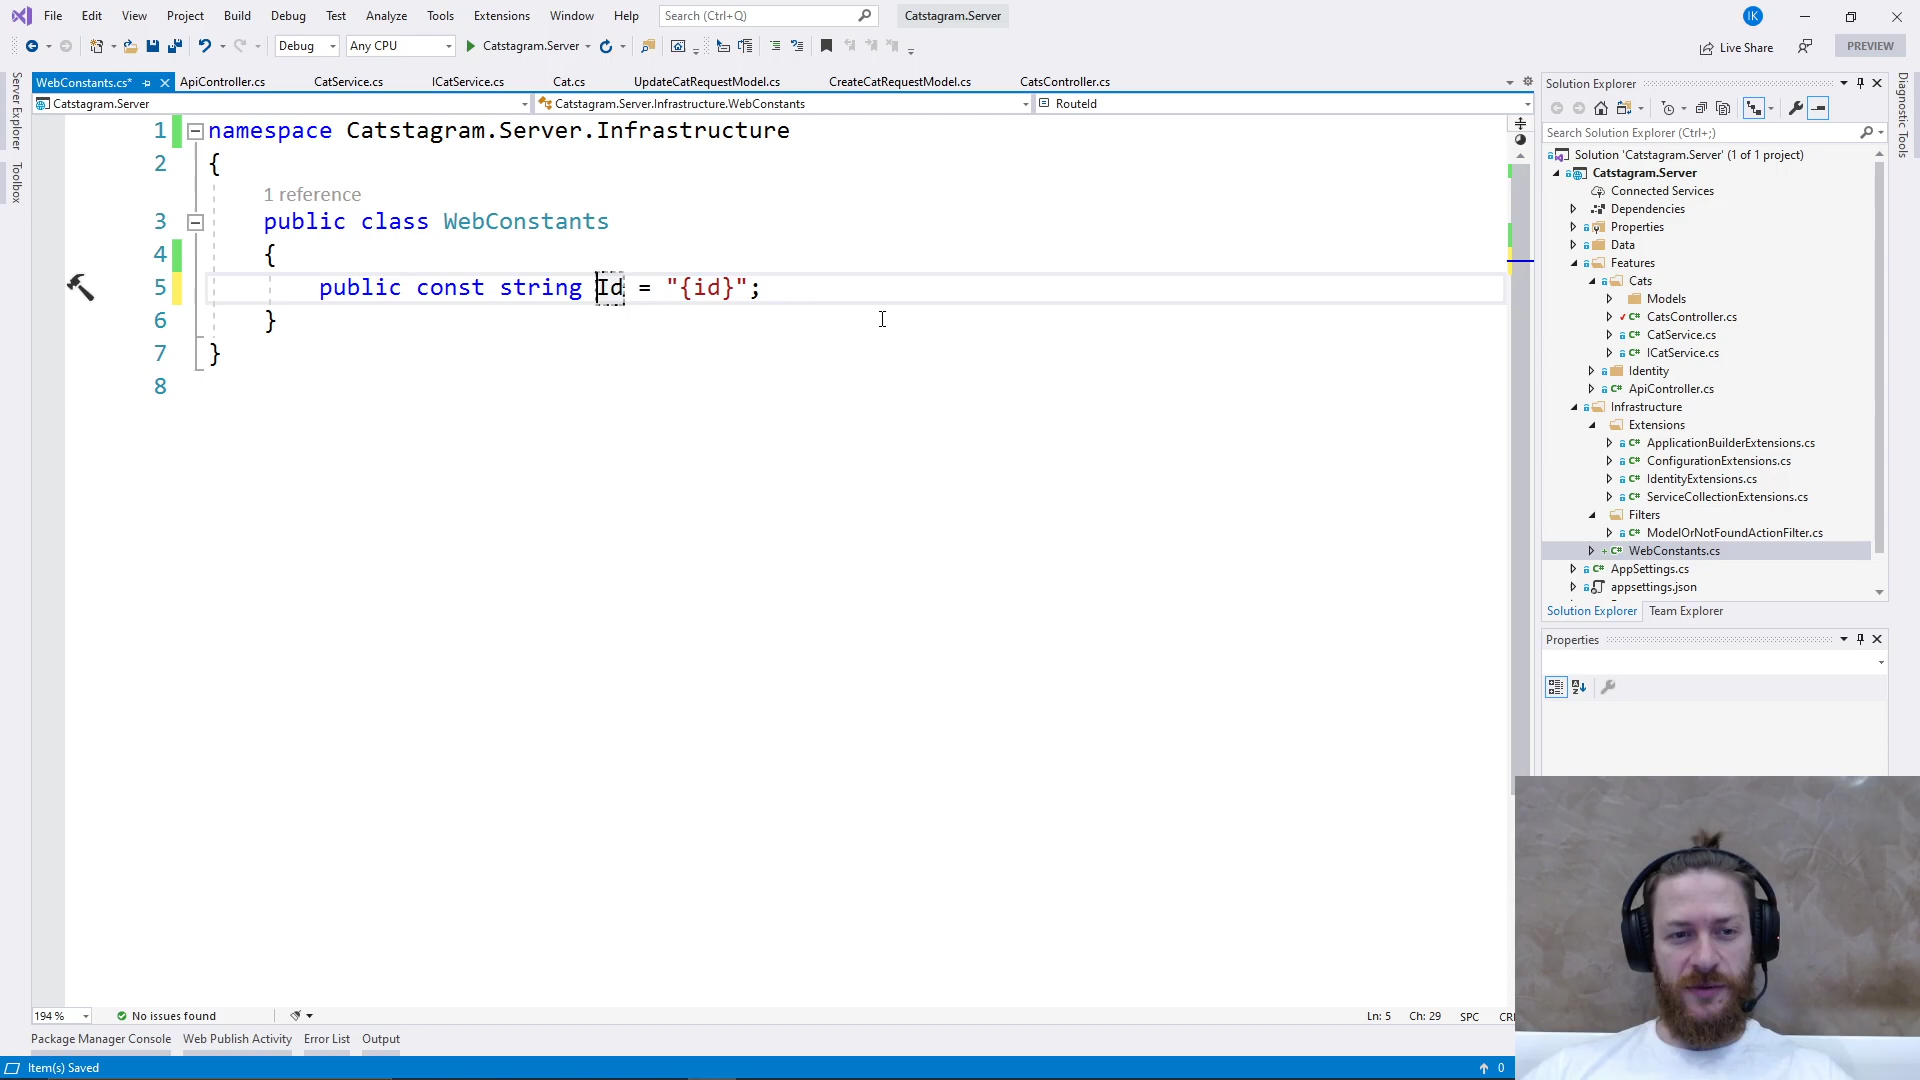 File Edit View Project Build Debug Test Analyze Tools Extensions Window Help Search (Ctrl+Q) Catstagram.Server IK
Debug Any CPU Catstagram.Server Live Share PREVIEW
WebConstants.cs* ApiController.cs CatService.cs ICatService.cs Cat.cs UpdateCatRequestModel.cs CreateCatRequestModel.cs CatsController.cs
Catstagram.Server Catstagram.Server.Infrastructure.WebConstants RouteId
Server Explorer
Toolbox
1 namespace Catstagram.Server.Infrastructure
2 {
1 reference
3 public class WebConstants
4 {
5 public const string Id = "{id}";
6 }
7 }
8
Solution Explorer
Search Solution Explorer (Ctrl+;)
Solution 'Catstagram.Server' (1 of 1 project)
Catstagram.Server
Connected Services
Dependencies
Properties
Data
Features
Cats
Models
CatsController.cs
CatService.cs
ICatService.cs
Identity
ApiController.cs
Infrastructure
Extensions
ApplicationBuilderExtensions.cs
ConfigurationExtensions.cs
IdentityExtensions.cs
ServiceCollectionExtensions.cs
Filters
ModelOrNotFoundActionFilter.cs
WebConstants.cs
AppSettings.cs
appsettings.json
Solution Explorer Team Explorer
Properties
Diagnostic Tools
194 % No issues found Ln: 5 Ch: 29 SPC
Package Manager Console Web Publish Activity Error List Output
Item(s) Saved 0